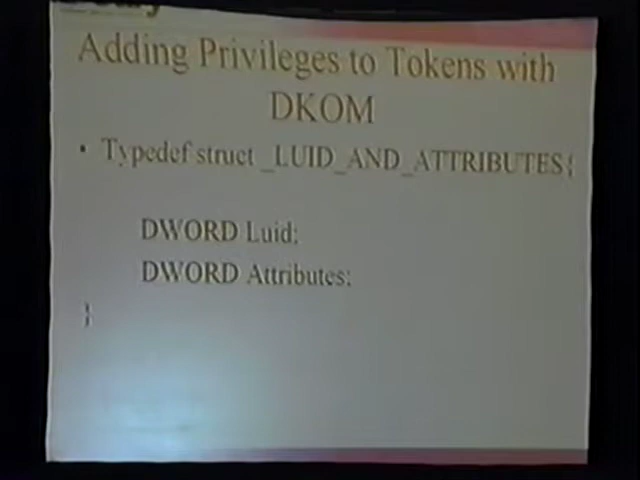 Adding Privileges to Tokens with
DKOM
• Typedef struct _LUID_AND_ATTRIBUTES{
DWORD Luid;
DWORD Attributes;
}